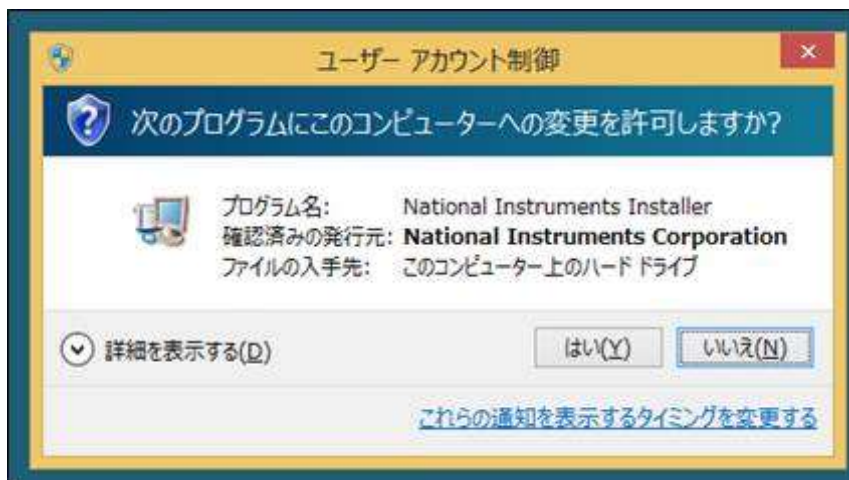 ユーザー アカウント制御
次のプログラムにこのコンピューターへの変更を許可しますか?
プログラム名: National Instruments Installer
確認済みの発行元: National Instruments Corporation
ファイルの入手先: このコンピューター上のハード ドライブ
詳細を表示する(D)
はい(Y) いいえ(N)
これらの通知を表示するタイミングを変更する